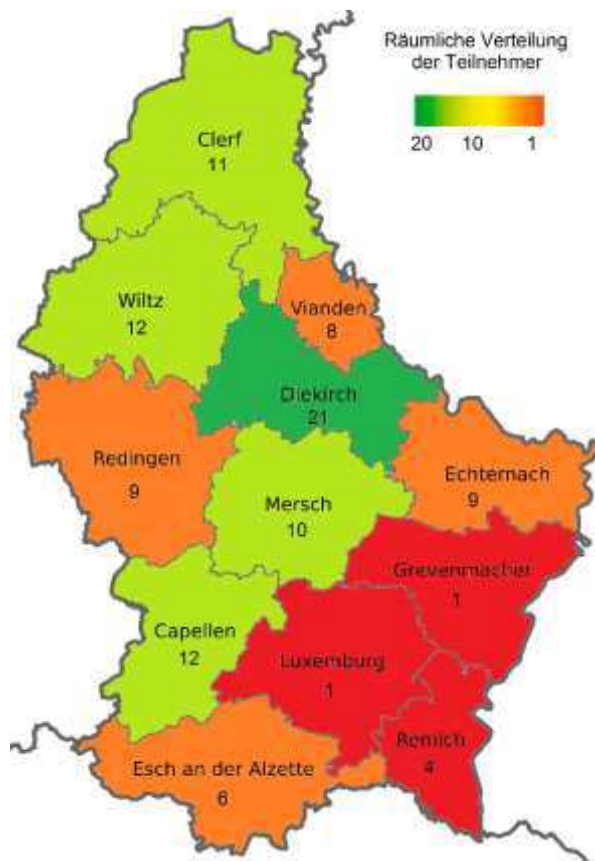 Räumliche Verteilung
der Teilnehmer
20 10 1
Clerf
11
Wiltz
12
Vianden
8
Diekirch
21
Redingen
9
Echternach
9
Mersch
10
Grevenmacher
1
Capellen
12
Luxemburg
1
Remich
4
Esch an der Alzette
6